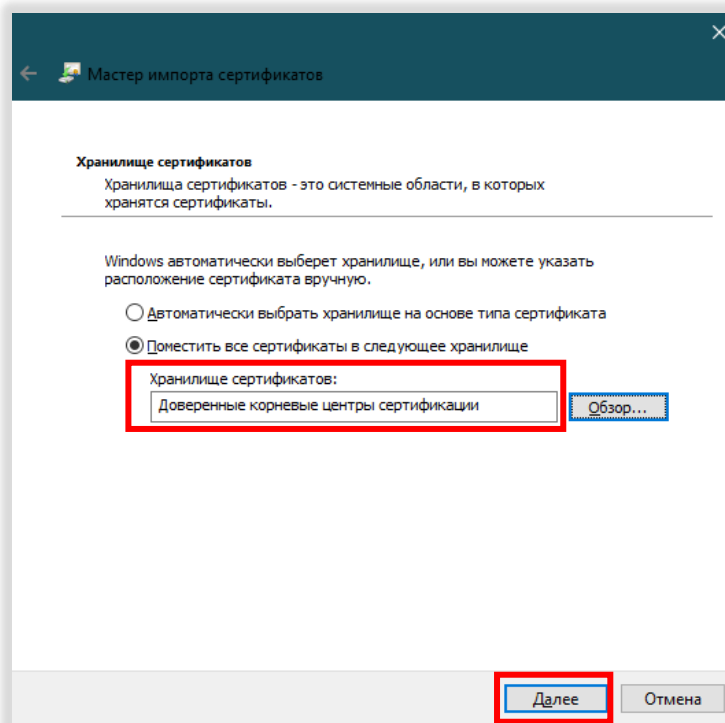 Мастер импорта сертификатов
Хранилище сертификатов
Хранилища сертификатов - это системные области, в которых
хранятся сертификаты.
Windows автоматически выберет хранилище, или вы можете указать
расположение сертификата вручную.
Автоматически выбрать хранилище на основе типа сертификата
Поместить все сертификаты в следующее хранилище
Хранилище сертификатов:
Доверенные корневые центры сертификации
Обзор...
Далее
Отмена